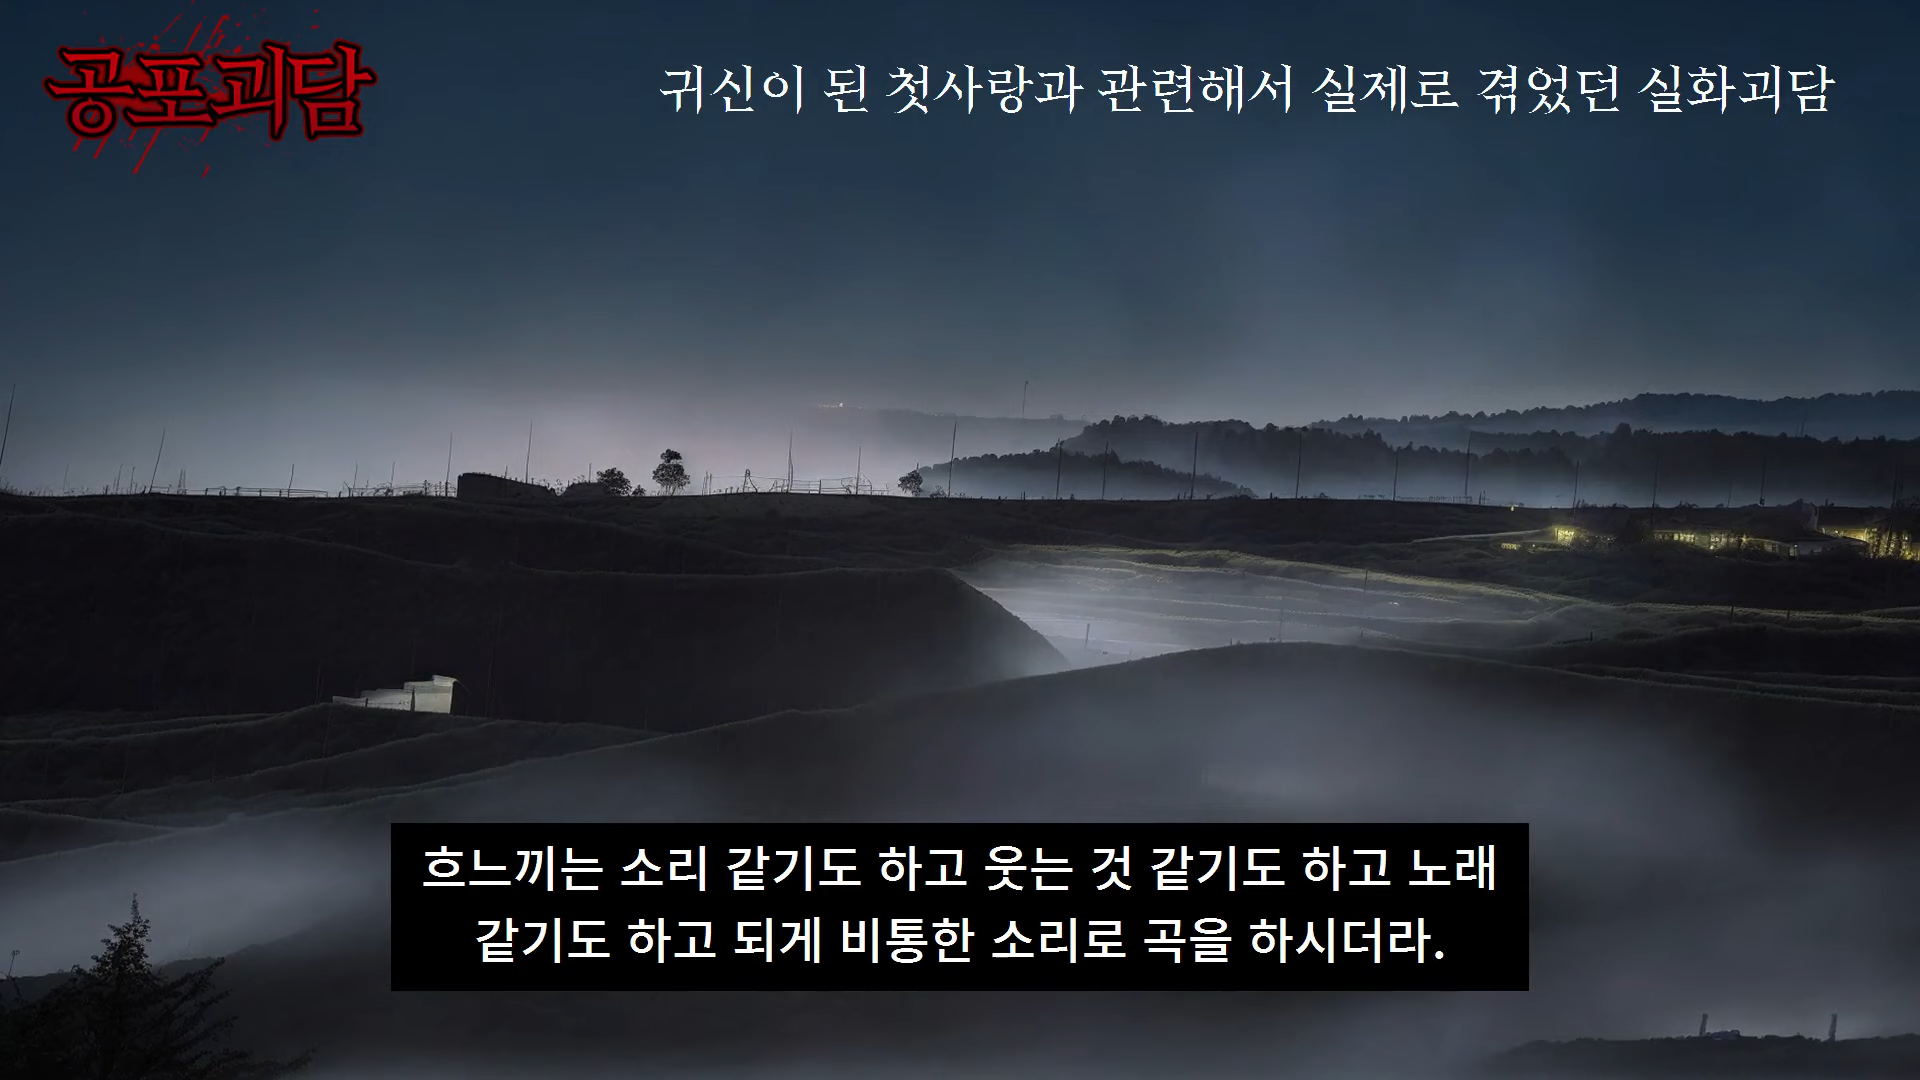 공포괴담
귀신이 된 첫사랑과 관련해서 실제로 겪었던 실화괴담
흐느끼는 소리 같기도 하고 웃는 것 같기도 하고 노래
같기도 하고 되게 비통한 소리로 곡을 하시더라.